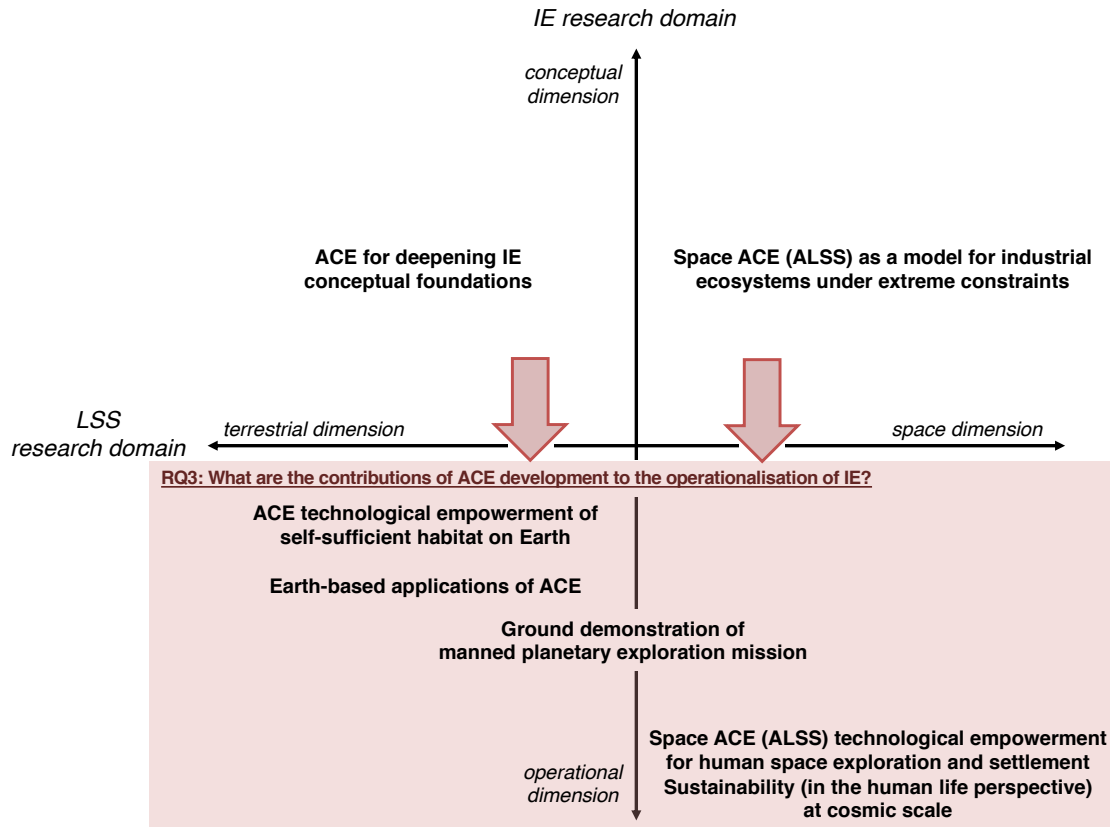 IE research domain
conceptual
dimension
ACE for deepening IE
conceptual foundations
Space ACE (ALSS) as a model for industrial
ecosystems under extreme constraints
LSS
research domain
terrestrial dimension
space dimension
RQ3: What are the contributions of ACE development to the operationalisation of IE?
ACE technological empowerment of
self-sufficient habitat on Earth
Earth-based applications of ACE
Ground demonstration of
manned planetary exploration mission
Space ACE (ALSS) technological empowerment
for human space exploration and settlement
Sustainability (in the human life perspective)
at cosmic scale
operational
dimension